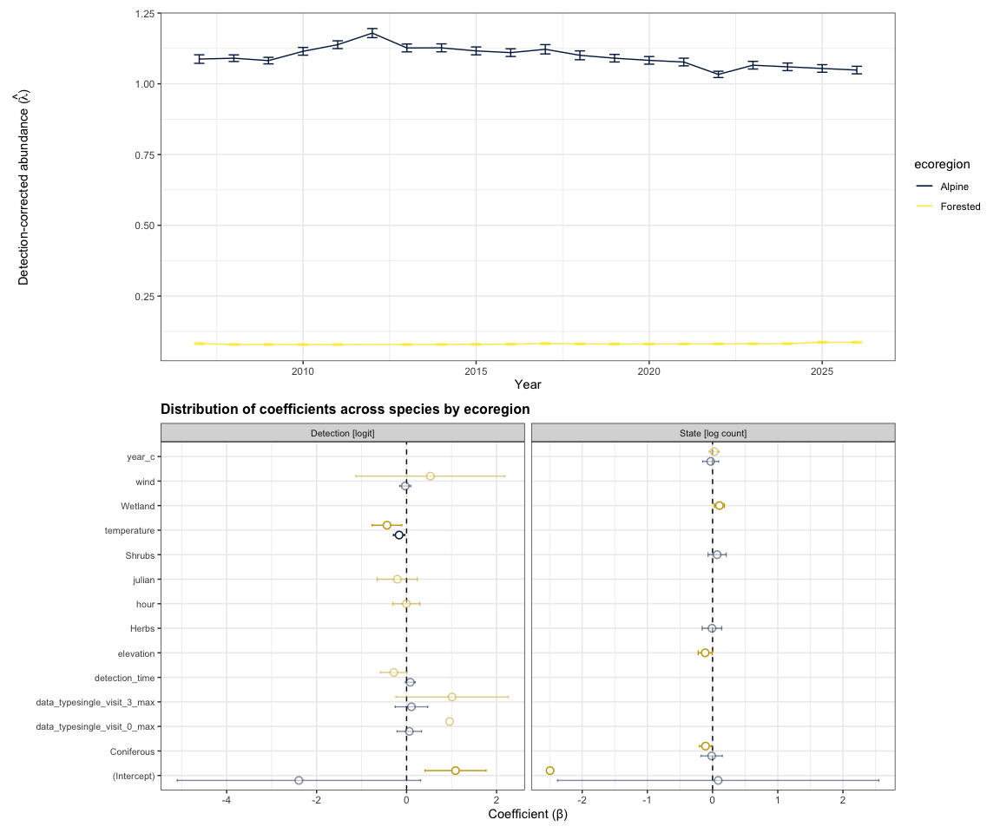 1.25
1.00
0.75
0.50
0.25
Detection-corrected abundance (λ̂)
2010 2015 2020 2025
Year
ecoregion
Alpine
Forested
Distribution of coefficients across species by ecoregion
Detection [logit] State [log count]
year_c
wind
Wetland
temperature
Shrubs
julian
hour
Herbs
elevation
detection_time
data_typesingle_visit_3_max
data_typesingle_visit_0_max
Coniferous
(Intercept)
-4 -2 0 2 -2 -1 0 1 2
Coefficient (β)